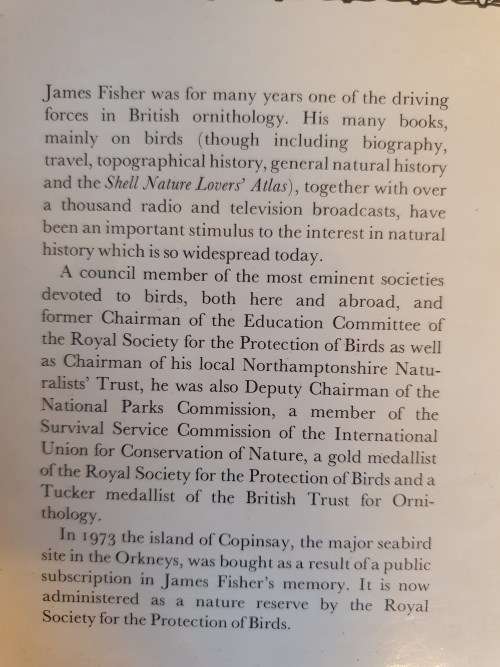 James Fisher was for many years one of the driving
forces in British ornithology. His many books,
mainly on birds (though including biography,
travel, topographical history, general natural history
and the Shell Nature Lovers' Atlas), together with over
a thousand radio and television broadcasts, have
been an important stimulus to the interest in natural
history which is so widespread today.
A council member of the most eminent societies
devoted to birds, both here and abroad, and
former Chairman of the Education Committee of
the Royal Society for the Protection of Birds as well
as Chairman of his local Northamptonshire Natu-
ralists' Trust, he was also Deputy Chairman of the
National Parks Commission, a member of the
Survival Service Commission of the International
Union for Conservation of Nature, a gold medallist
of the Royal Society for the Protection of Birds and a
Tucker medallist of the British Trust for Orni-
thology.
In 1973 the island of Copinsay, the major seabird
site in the Orkneys, was bought as a result of a public
subscription in James Fisher's memory. It is now
administered as a nature reserve by the Royal
Society for the Protection of Birds.